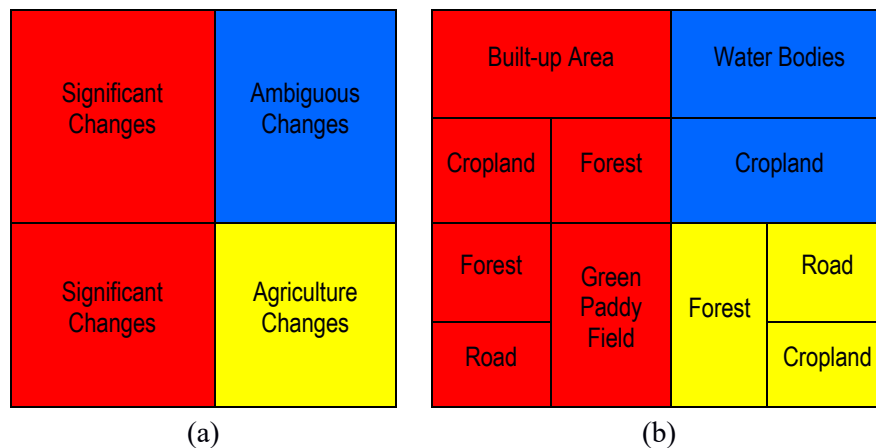 Significant
Changes
Ambiguous
Changes
Significant
Changes
Agriculture
Changes
(a)
Built-up Area
Water Bodies
Cropland
Forest
Cropland
Forest
Green
Paddy
Field
Road
Forest
Road
Cropland
(b)